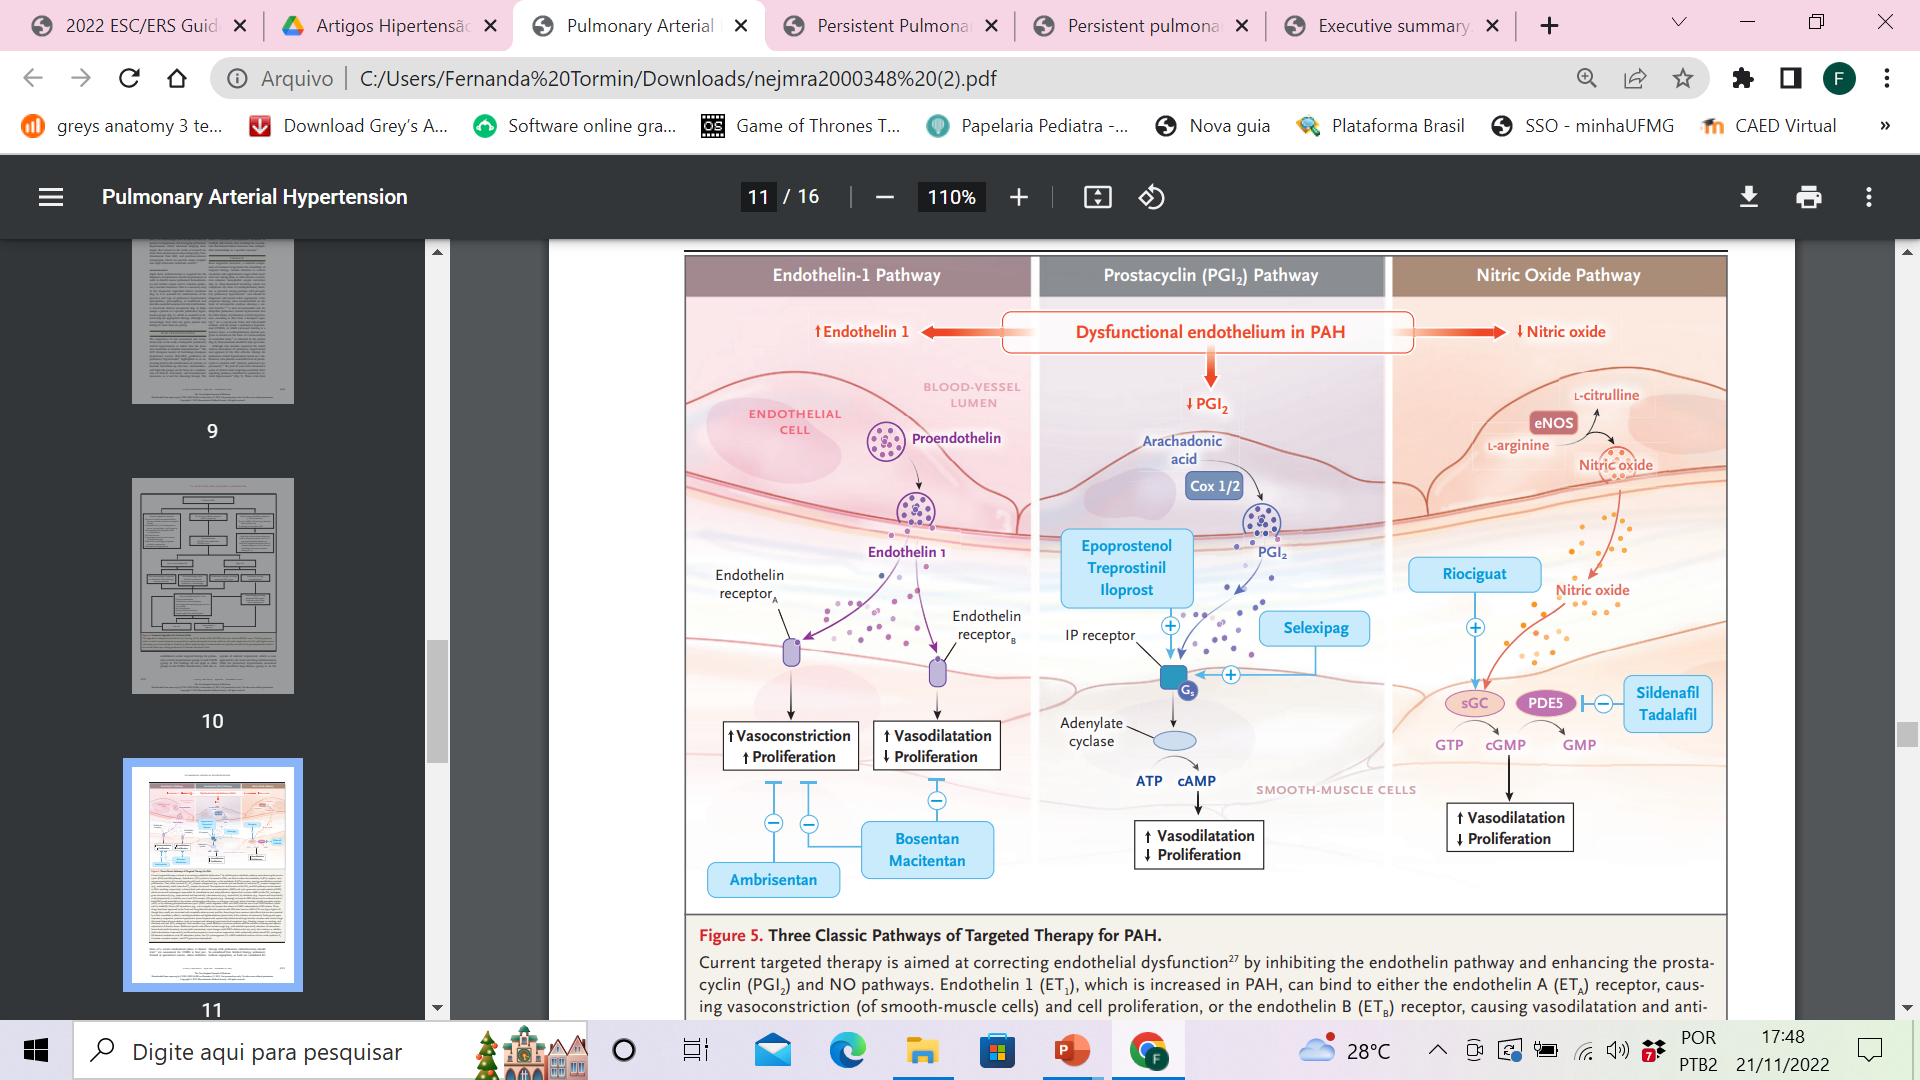 2022 ESC/ERS Guid
Artigos Hipertensão
Pulmonary Arterial
Persistent Pulmona
Persistent pulmona
Executive summary
Arquivo
C:/Users/Fernanda%20Tormin/Downloads/nejmra2000348%20(2).pdf
F
greys anatomy 3 te...
Download Grey's A...
Software online gra...
OS
Game of Thrones T...
Papelaria Pediatra -...
Nova guia
Plataforma Brasil
SSO - minhaUFMG
CAED Virtual
»
Pulmonary Arterial Hypertension
11 / 16
110%
9
10
11
Endothelin-1 Pathway
Prostacyclin (PGI₂) Pathway
Nitric Oxide Pathway
↑Endothelin 1
Dysfunctional endothelium in PAH
↓ Nitric oxide
↓ PGI₂
BLOOD-VESSEL
LUMEN
ENDOTHELIAL
CELL
Proendothelin
Endothelin 1
Endothelin
receptorA
Endothelin
receptorB
↑Vasoconstriction
↑ Proliferation
↑ Vasodilatation
↓ Proliferation
Bosentan
Macitentan
Ambrisentan
Arachadonic
acid
Cox 1/2
PGI₂
Epoprostenol
Treprostinil
Iloprost
Selexipag
IP receptor
Gs
Adenylate
cyclase
ATP cAMP
↑ Vasodilatation
↓ Proliferation
SMOOTH-MUSCLE CELLS
L-citrulline
eNOS
L-arginine
Nitric oxide
Riociguat
Nitric oxide
sGC
PDE5
Sildenafil
Tadalafil
GTP cGMP GMP
↑ Vasodilatation
↓ Proliferation
Figure 5. Three Classic Pathways of Targeted Therapy for PAH.
Current targeted therapy is aimed at correcting endothelial dysfunction²⁷ by inhibiting the endothelin pathway and enhancing the prosta-
cyclin (PGI₂) and NO pathways. Endothelin 1 (ET₁), which is increased in PAH, can bind to either the endothelin A (ETA) receptor, caus-
ing vasoconstriction (of smooth-muscle cells) and cell proliferation, or the endothelin B (ETB) receptor, causing vasodilatation and anti-
Digite aqui para pesquisar
P
F
28°C
7
POR
PTB2
17:48
21/11/2022